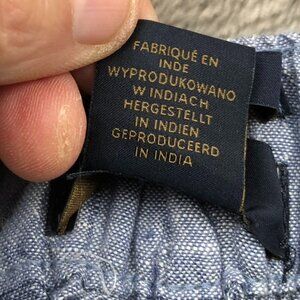 FABRIQUÉ EN
INDE
WYPRODUKOWANO
W INDIACH
HERGESTELLT
IN INDIEN
GEPRODUCEERD
IN INDIA